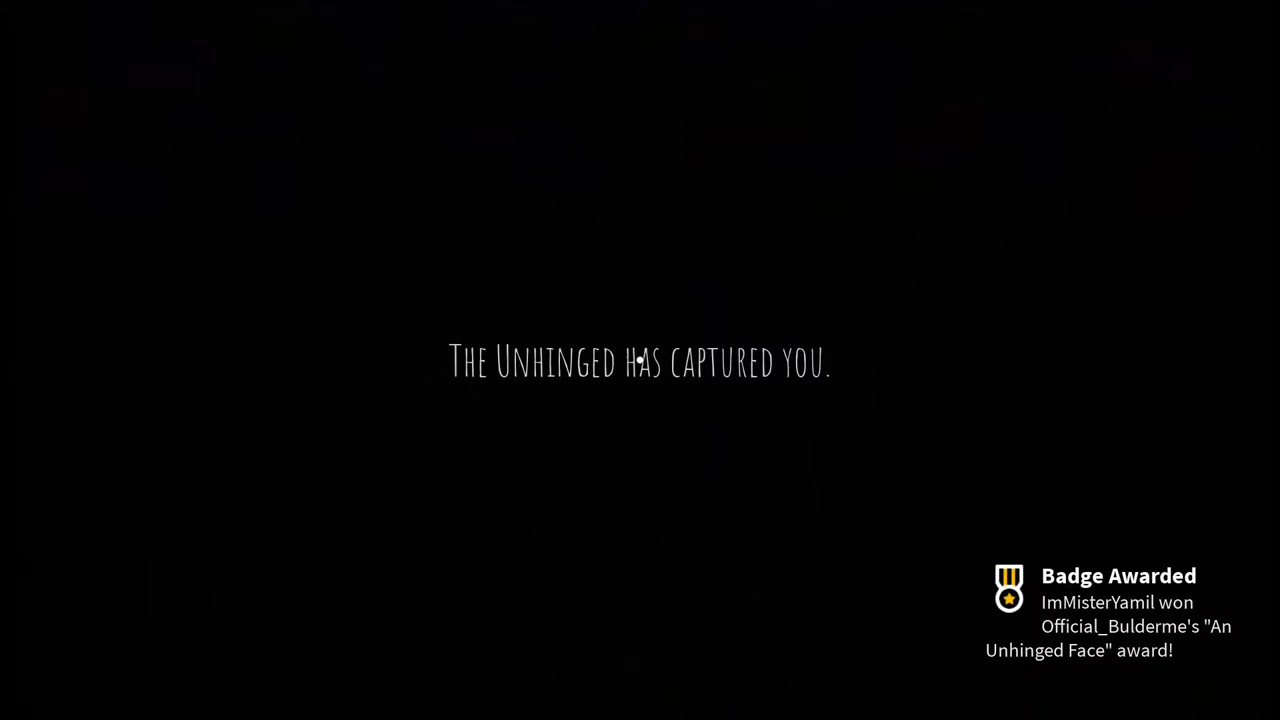 The Unhinged has captured you.
Badge Awarded
ImMisterYamil won
Official_Bulderme's "An
Unhinged Face" award!